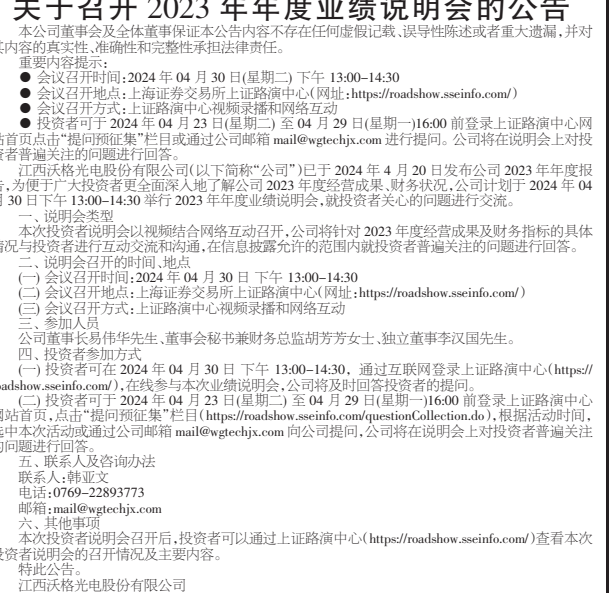 关于召开 2023 年年度业绩说明会的公告
本公司董事会及全体董事保证本公告内容不存在任何虚假记载、误导性陈述或者重大遗漏,并对
其内容的真实性、准确性和完整性承担法律责任。
重要内容提示:
● 会议召开时间:2024 年 04 月 30 日(星期二) 下午 13:00-14:30
● 会议召开地点:上海证券交易所上证路演中心(网址:https://roadshow.sseinfo.com/)
● 会议召开方式:上证路演中心视频录播和网络互动
● 投资者可于 2024 年 04 月 23 日(星期二) 至 04 月 29 日(星期一)16:00 前登录上证路演中心网
站首页点击“提问预征集”栏目或通过公司邮箱 mail@wgtechjx.com 进行提问。公司将在说明会上对投
资者普遍关注的问题进行回答。
江西沃格光电股份有限公司(以下简称“公司”)已于 2024 年 4 月 20 日发布公司 2023 年年度报
告,为便于广大投资者更全面深入地了解公司 2023 年度经营成果、财务状况,公司计划于 2024 年 04
月 30 日下午 13:00-14:30 举行 2023 年年度业绩说明会,就投资者关心的问题进行交流。
一、说明会类型
本次投资者说明会以视频结合网络互动召开,公司将针对 2023 年度经营成果及财务指标的具体
情况与投资者进行互动交流和沟通,在信息披露允许的范围内就投资者普遍关注的问题进行回答。
二、说明会召开的时间、地点
(一) 会议召开时间:2024 年 04 月 30 日 下午 13:00-14:30
(二) 会议召开地点:上海证券交易所上证路演中心(网址:https://roadshow.sseinfo.com/)
(三) 会议召开方式:上证路演中心视频录播和网络互动
三、参加人员
公司董事长易伟华先生、董事会秘书兼财务总监胡芳芳女士、独立董事李汉国先生。
四、投资者参加方式
(一) 投资者可在 2024 年 04 月 30 日 下午 13:00-14:30, 通过互联网登录上证路演中心(https://
roadshow.sseinfo.com/),在线参与本次业绩说明会,公司将及时回答投资者的提问。
(二) 投资者可于 2024 年 04 月 23 日(星期二) 至 04 月 29 日(星期一)16:00 前登录上证路演中心
网站首页,点击“提问预征集”栏目(https://roadshow.sseinfo.com/questionCollection.do),根据活动时间,
选中本次活动或通过公司邮箱 mail@wgtechjx.com 向公司提问,公司将在说明会上对投资者普遍关注
的问题进行回答。
五、联系人及咨询办法
联系人:韩亚文
电话:0769-22893773
邮箱:mail@wgtechjx.com
六、其他事项
本次投资者说明会召开后,投资者可以通过上证路演中心(https://roadshow.sseinfo.com/)查看本次
投资者说明会的召开情况及主要内容。
特此公告。
江西沃格光电股份有限公司